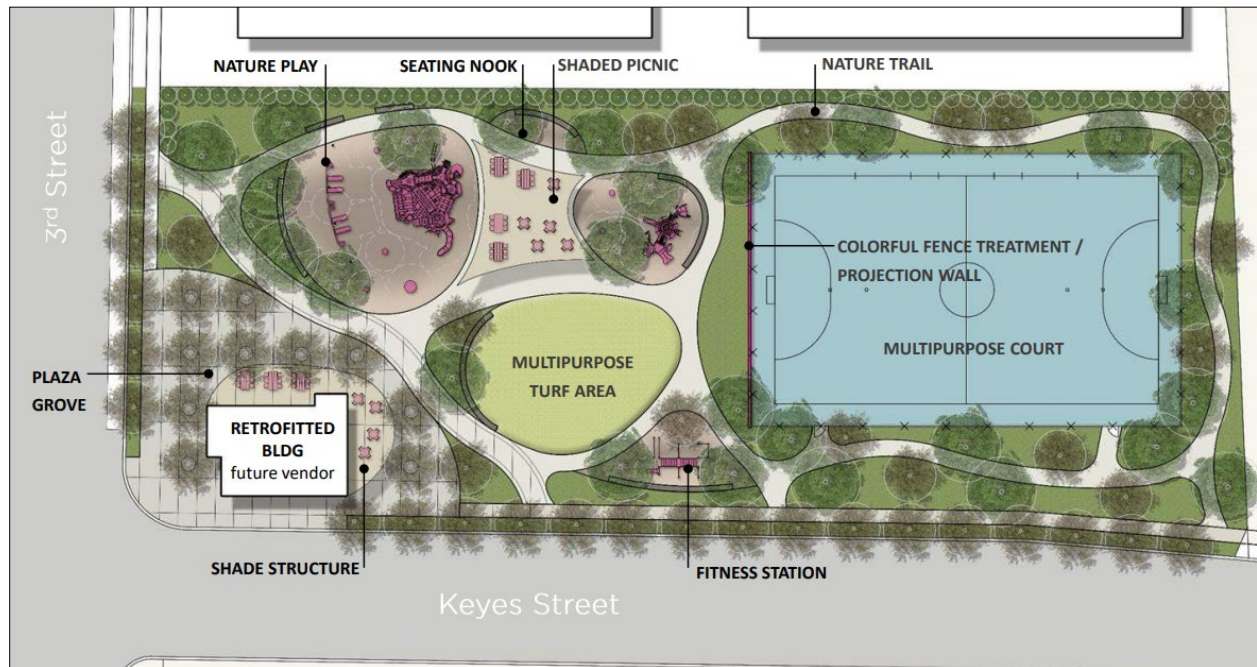 NATURE PLAY
SEATING NOOK
SHADED PICNIC
NATURE TRAIL
3rd Street
COLORFUL FENCE TREATMENT /
PROJECTION WALL
MULTIPURPOSE COURT
MULTIPURPOSE
TURF AREA
PLAZA
GROVE
RETROFITTED
BLDG
future vendor
SHADE STRUCTURE
FITNESS STATION
Keyes Street